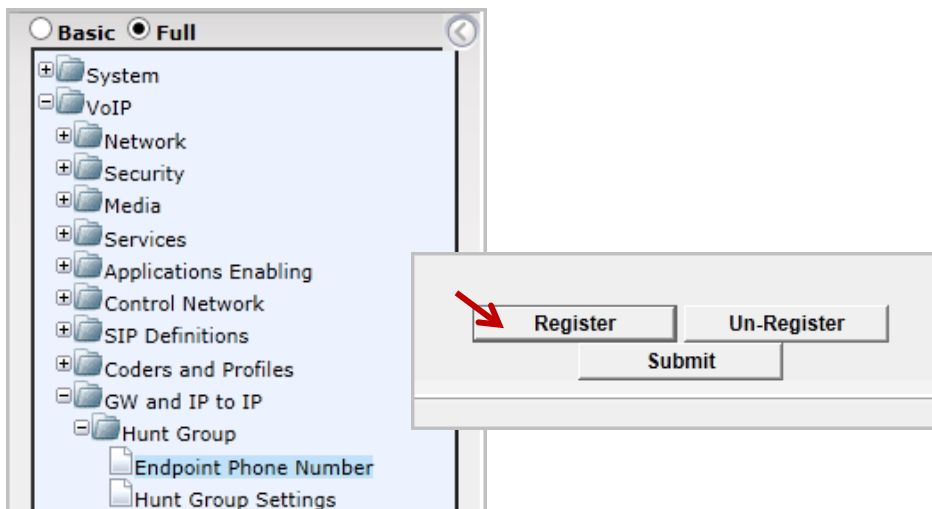 Basic Full
System
VoIP
Network
Security
Media
Services
Applications Enabling
Control Network
SIP Definitions
Coders and Profiles
GW and IP to IP
Hunt Group
Endpoint Phone Number
Hunt Group Settings
Register Un-Register
Submit